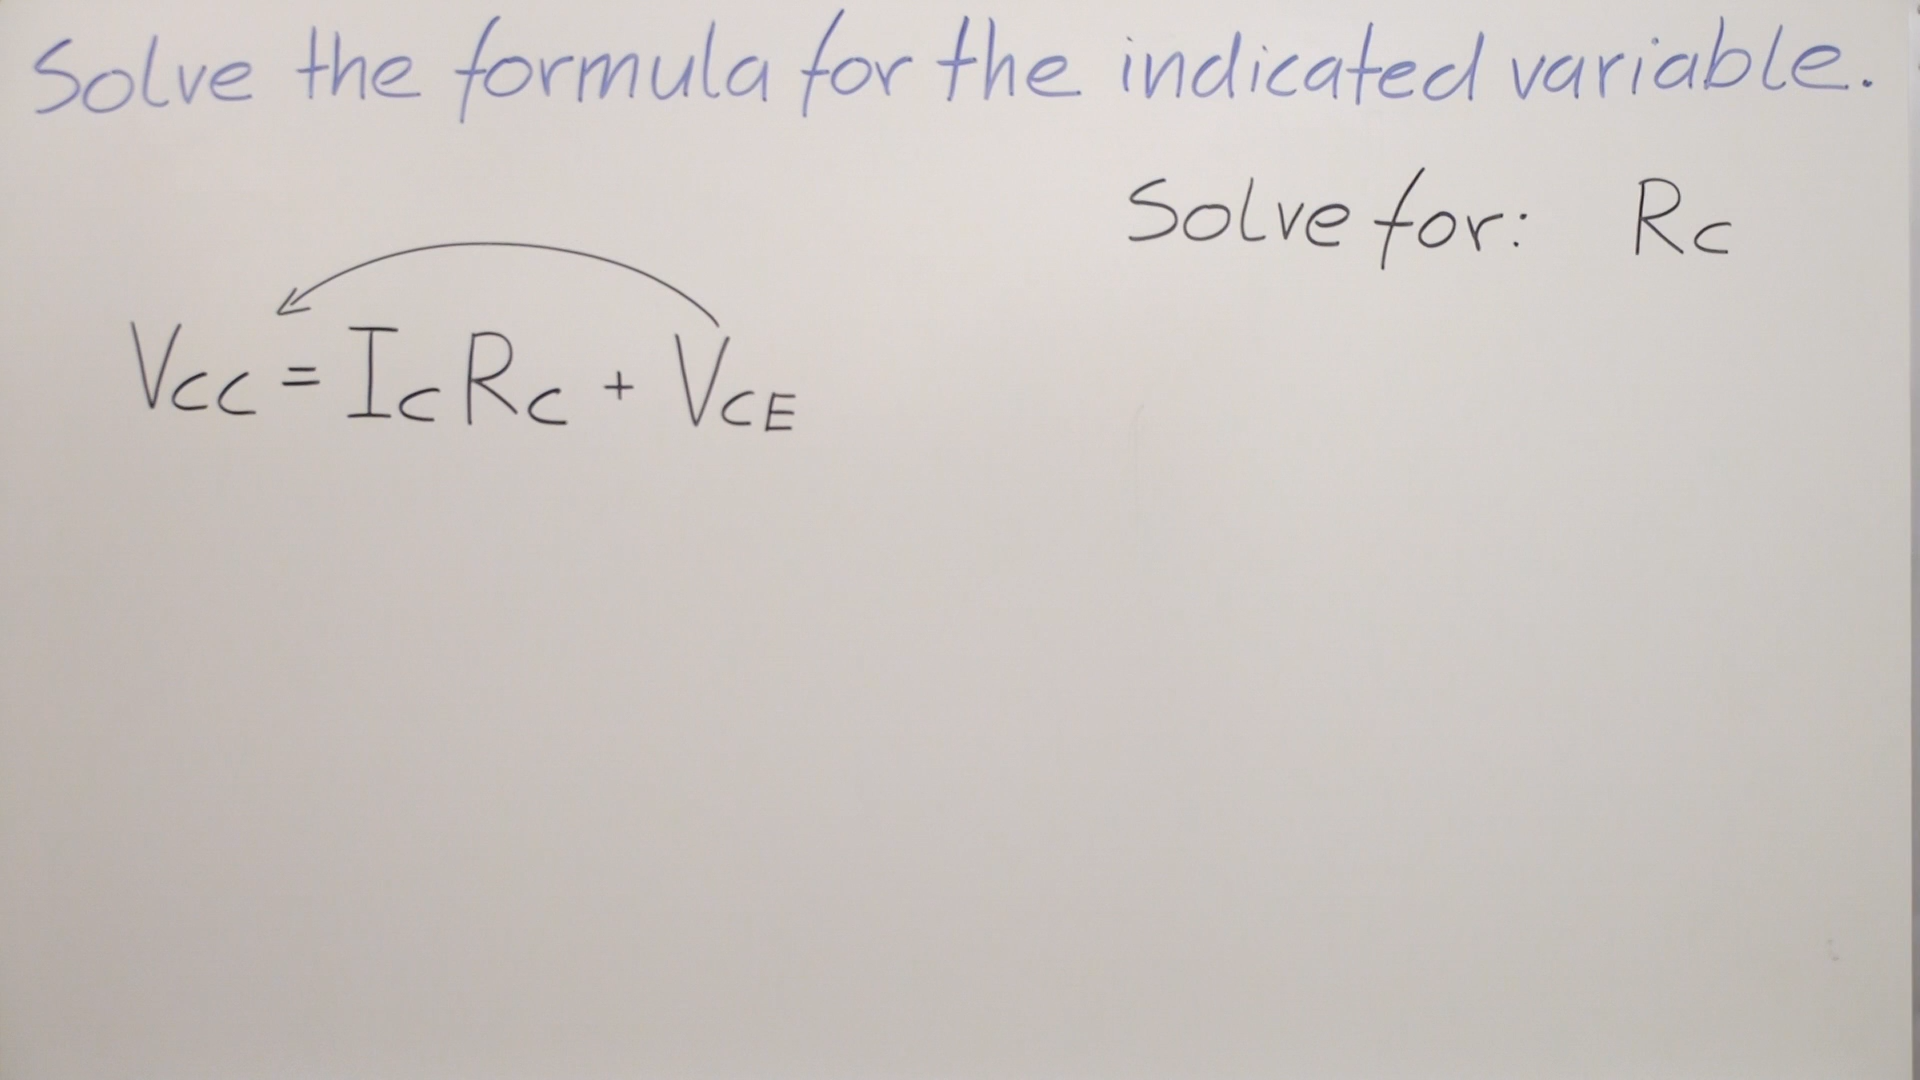 Solve the formula for the indicated variable.
Solve for: Rc
Vcc = IcRc + VCE